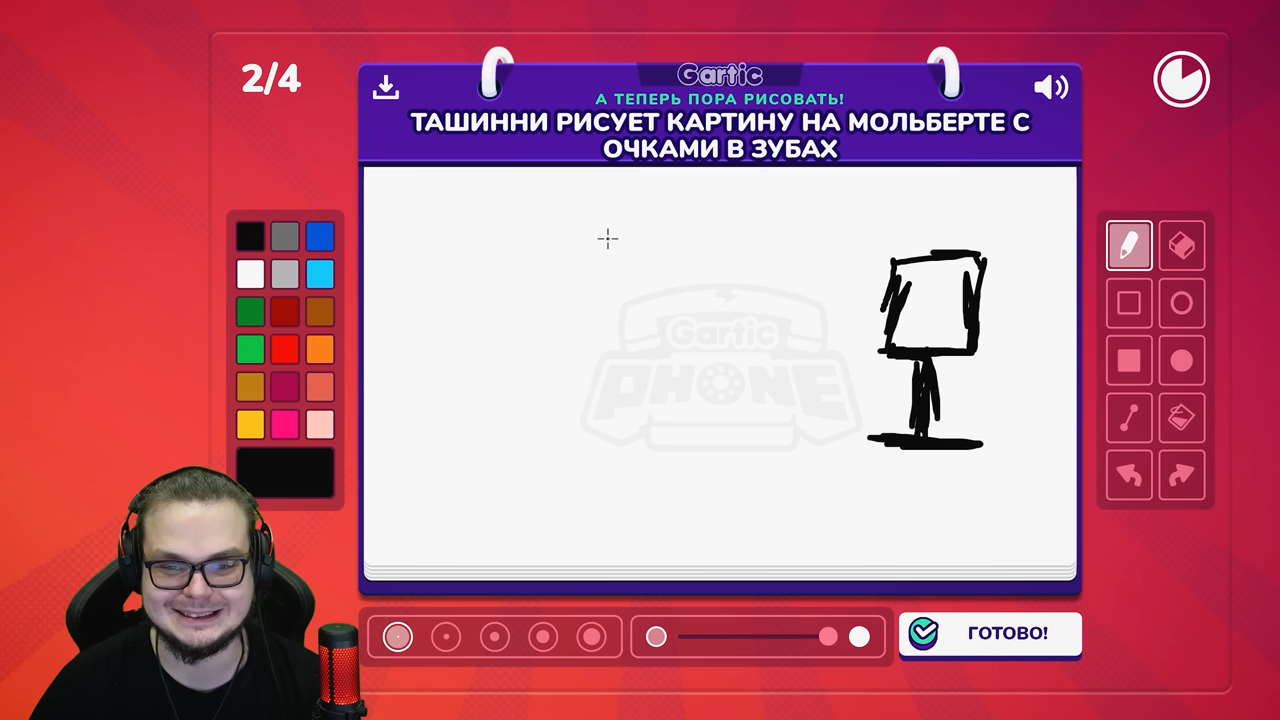 2/4
Gartic
А ТЕПЕРЬ ПОРА РИСОВАТЬ!
ТАШИННИ РИСУЕТ КАРТИНУ НА МОЛЬБЕРТЕ С
ОЧКАМИ В ЗУБАХ
Gartic
PHONE
ГОТОВО!